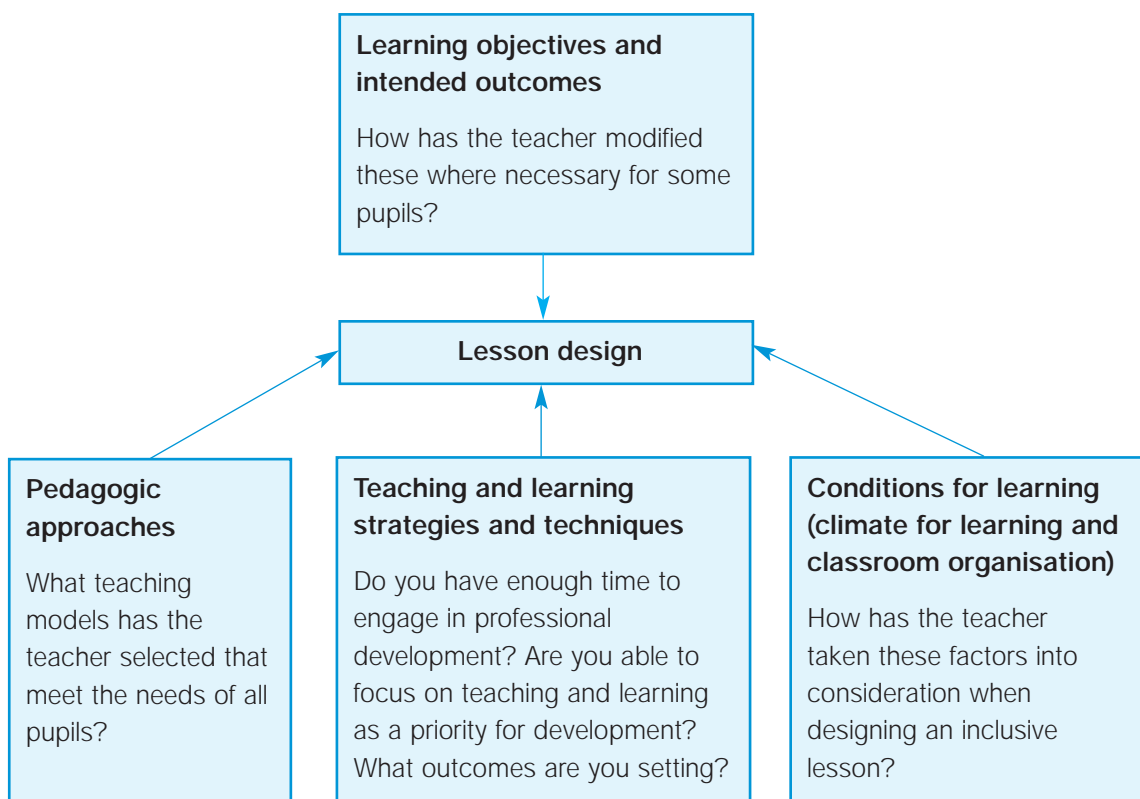 Learning objectives and
intended outcomes
How has the teacher modified
these where necessary for some
pupils?
Lesson design
Pedagogic
approaches
What teaching
models has the
teacher selected that
meet the needs of all
pupils?
Teaching and learning
strategies and techniques
Do you have enough time to
engage in professional
development? Are you able to
focus on teaching and learning
as a priority for development?
What outcomes are you setting?
Conditions for learning
(climate for learning and
classroom organisation)
How has the teacher
taken these factors into
consideration when
designing an inclusive
lesson?